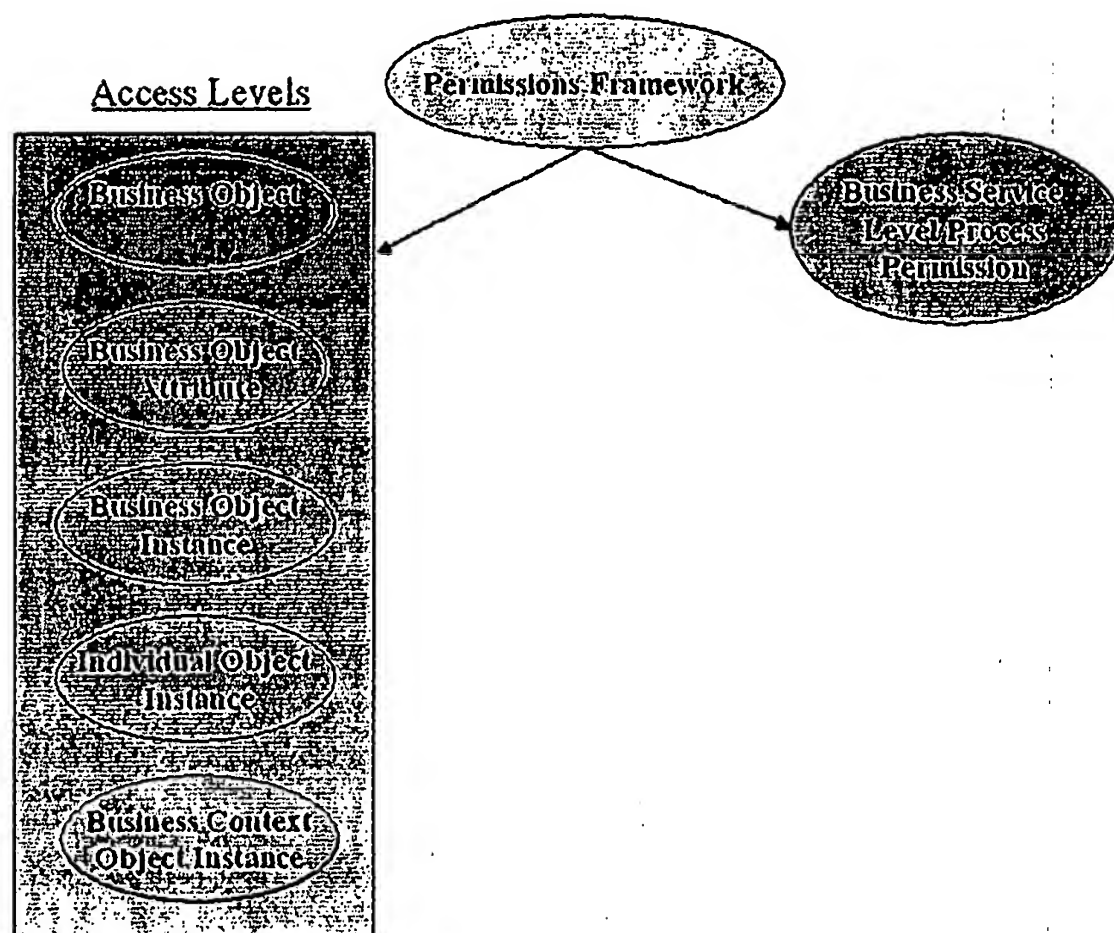 Permissions Framework
Access Levels
Business Object
Business Object
Attribute
Business Object
Instance
Individual Object
Instance
Business Context
Object Instance
Business Service
Level Process
Permission